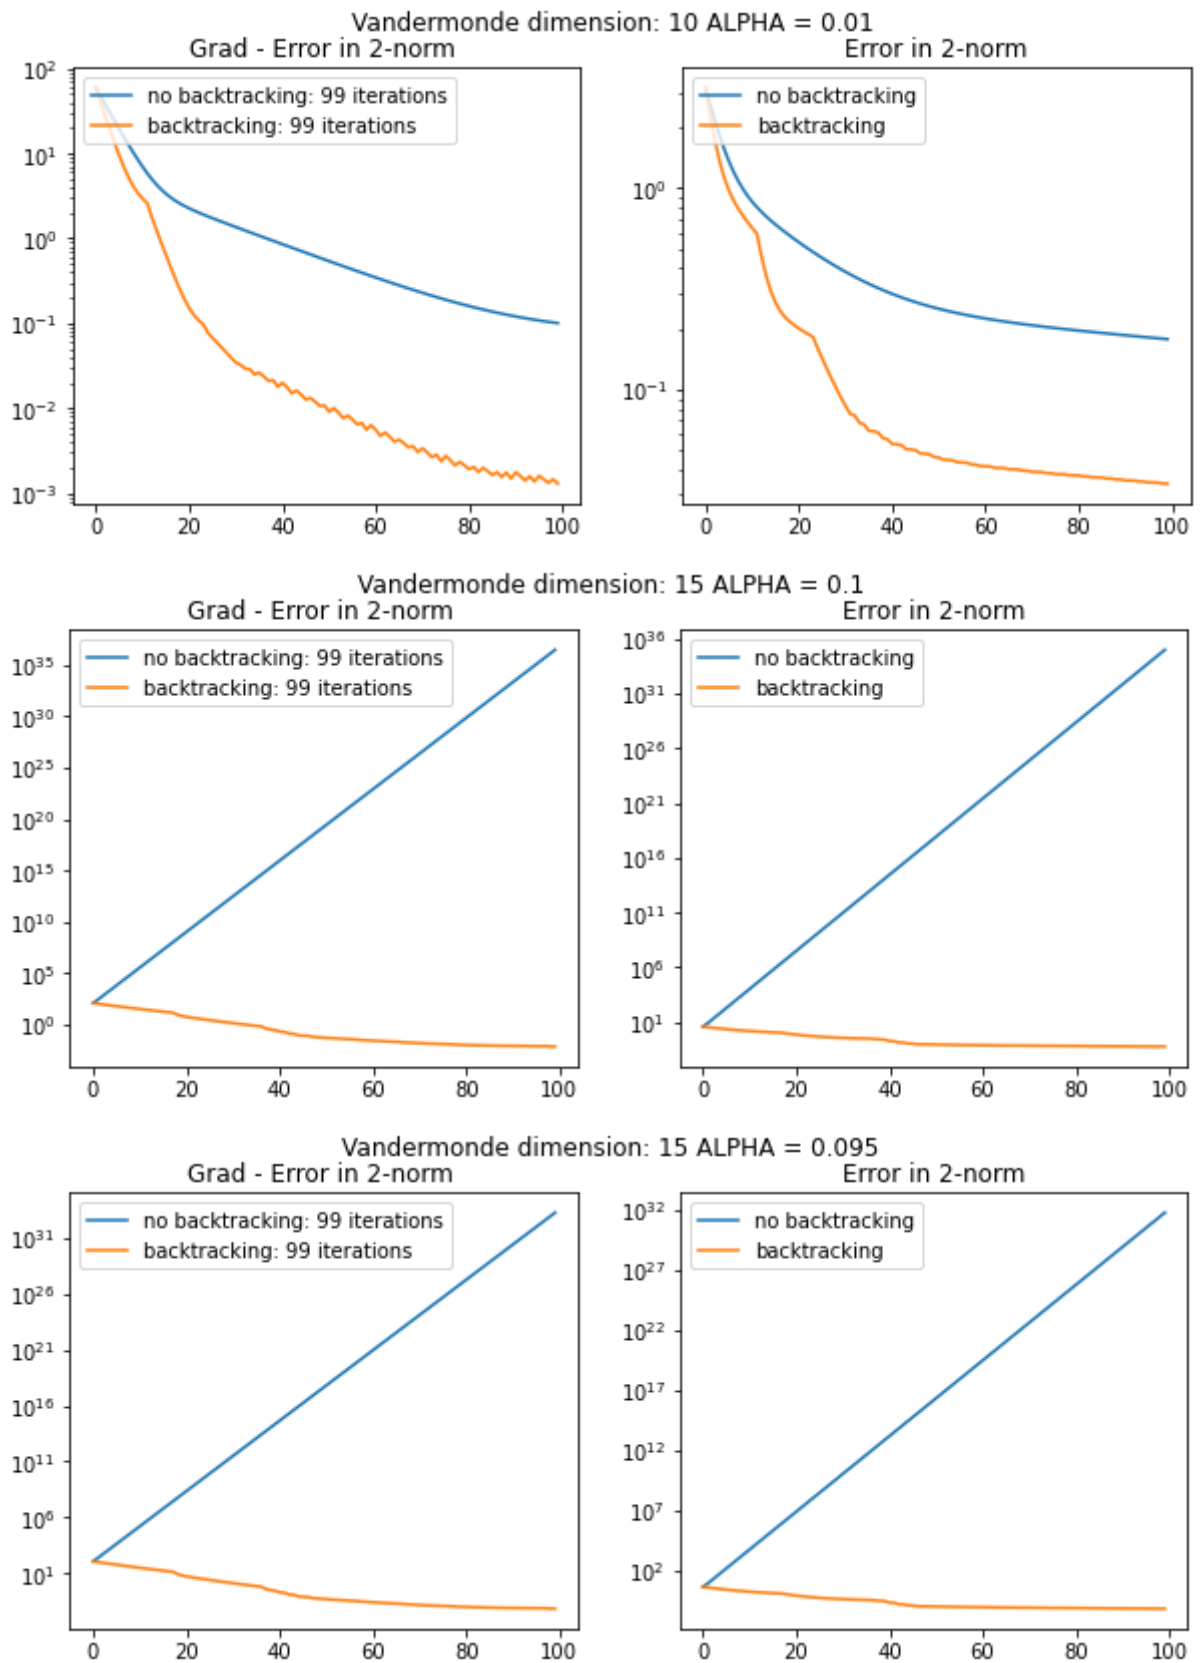 Vandermonde dimension: 10 ALPHA = 0.01
Grad - Error in 2-norm
Error in 2-norm
no backtracking: 99 iterations
backtracking: 99 iterations
no backtracking
backtracking
10²
10¹
10⁰
10⁻¹
10⁻²
10⁻³
0 20 40 60 80 100
10⁰
10⁻¹
0 20 40 60 80 100
Vandermonde dimension: 15 ALPHA = 0.1
Grad - Error in 2-norm
Error in 2-norm
no backtracking: 99 iterations
backtracking: 99 iterations
no backtracking
backtracking
10³⁵
10³⁰
10²⁵
10²⁰
10¹⁵
10¹⁰
10⁵
10⁰
0 20 40 60 80 100
10³⁶
10³¹
10²⁶
10²¹
10¹⁶
10¹¹
10⁶
10¹
0 20 40 60 80 100
Vandermonde dimension: 15 ALPHA = 0.095
Grad - Error in 2-norm
Error in 2-norm
no backtracking: 99 iterations
backtracking: 99 iterations
no backtracking
backtracking
10³¹
10²⁶
10²¹
10¹⁶
10¹¹
10⁶
10¹
0 20 40 60 80 100
10³²
10²⁷
10²²
10¹⁷
10¹²
10⁷
10²
0 20 40 60 80 100